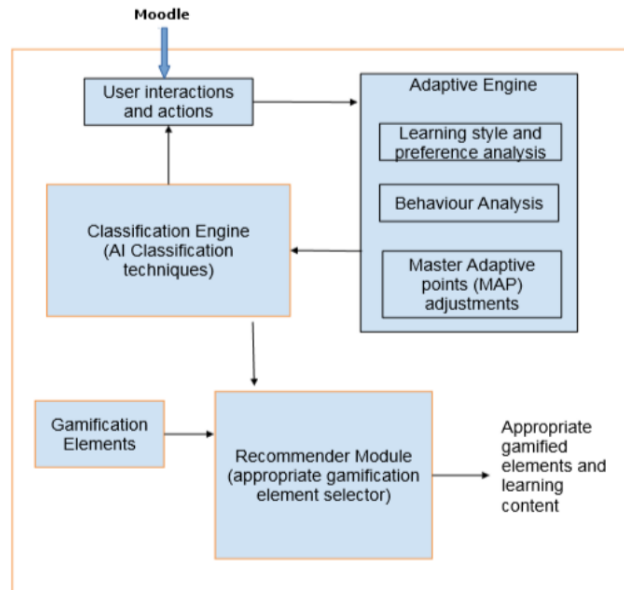 Moodle
User interactions
and actions
Adaptive Engine
Learning style and
preference analysis
Behaviour Analysis
Master Adaptive
points (MAP)
adjustments
Classification Engine
(AI Classification
techniques)
Gamification
Elements
Recommender Module
(appropriate gamification
element selector)
Appropriate
gamified
elements and
learning
content